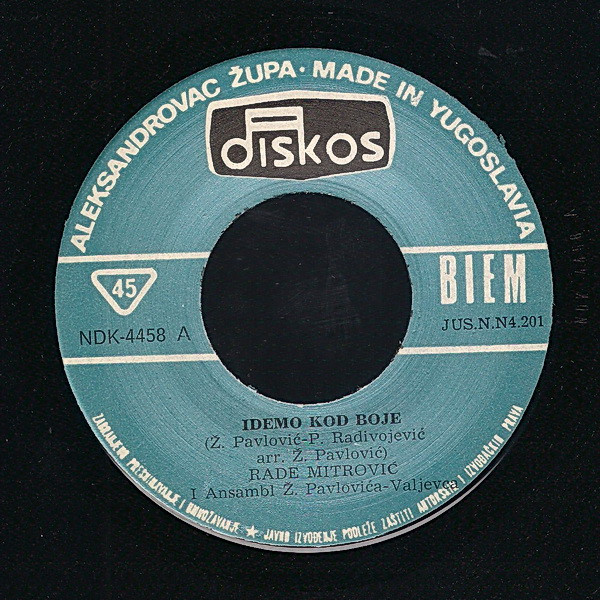 ALEKSANDROVAC ŽUPA · MADE IN YUGOSLAVIA
diskos
45
BIEM
NDK-4458 A
JUS.N.N4.201
IDEMO KOD BOJE
(Ž. Pavlović-P. Radivojević
arr. Ž. Pavlović)
RADE MITROVIĆ
I Ansambl Ž. Pavlovića-Valjevca
ZABRANJENO PRESNIMAVANJE I UMNOŽAVANJE ★ JAVNO IZVOĐENJE PODLEŽE ZAŠTITI AUTORSKIH I IZVOĐAČKIH PRAVA